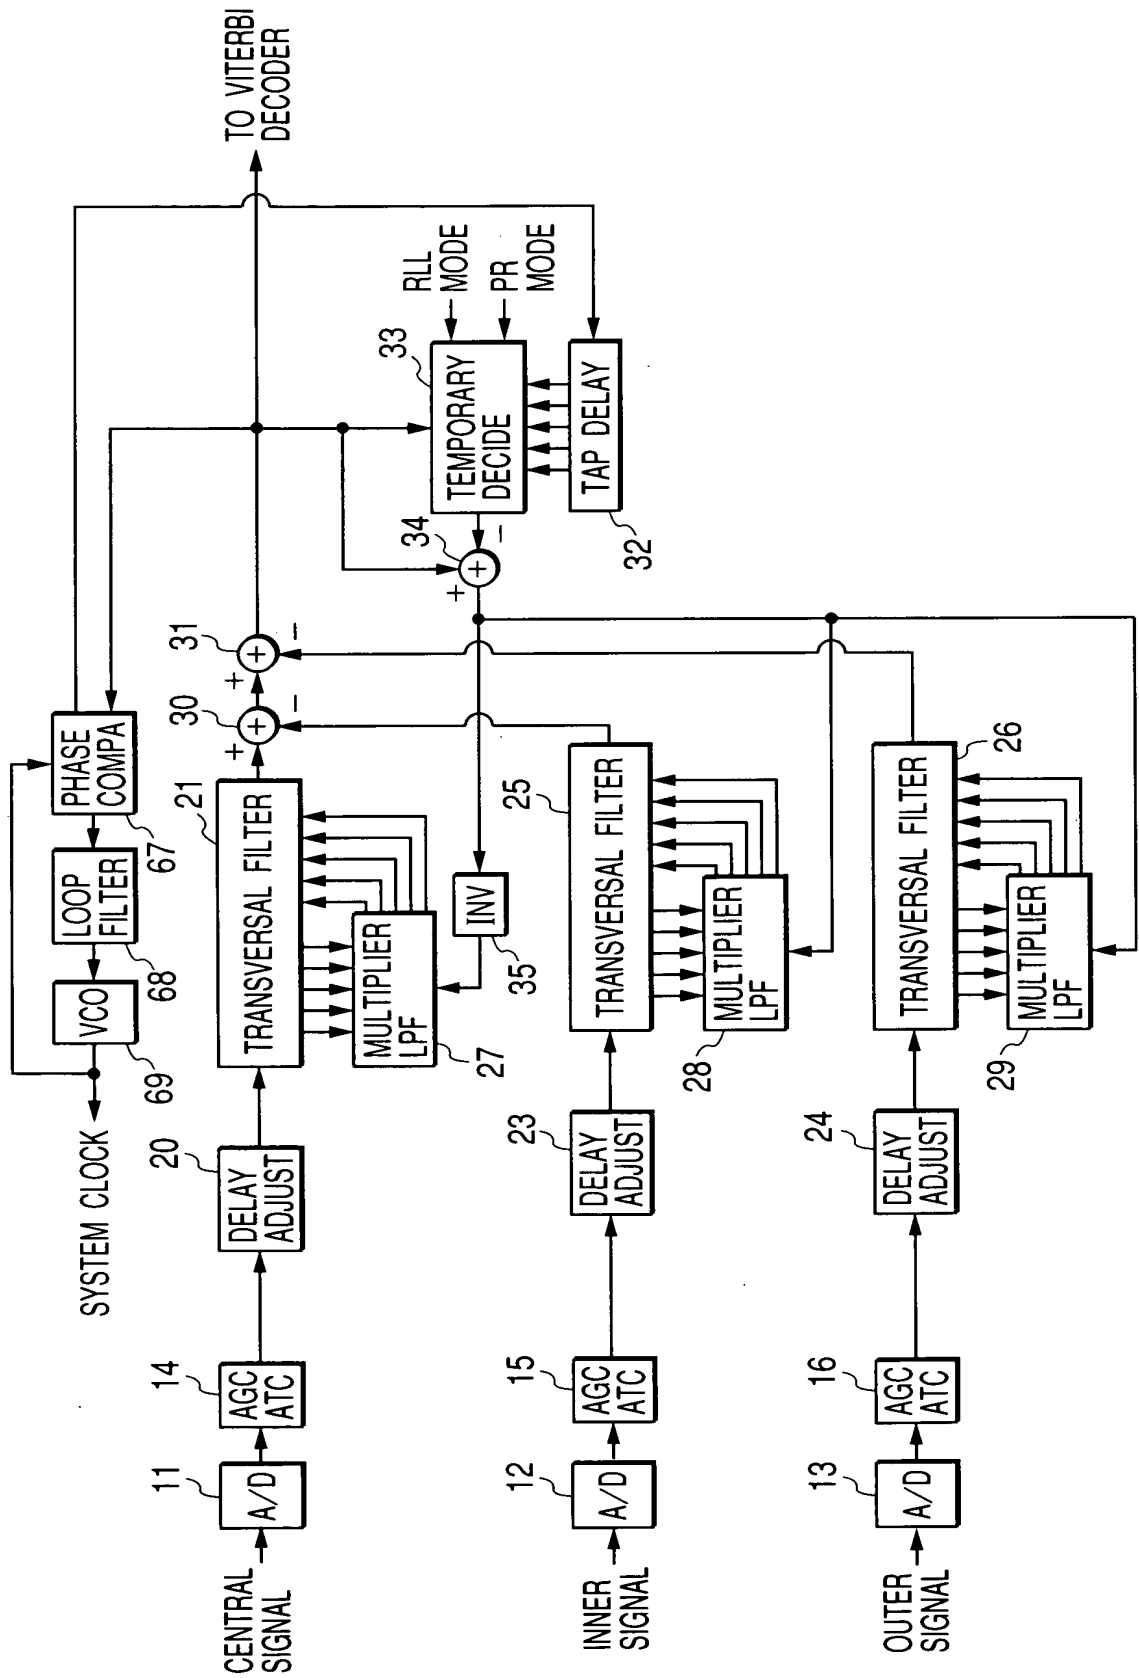 SYSTEM CLOCK
VCO
69
LOOP
FILTER
68
PHASE
COMPA
67
CENTRAL
SIGNAL
A/D
11
AGC
ATC
14
DELAY
ADJUST
20
TRANSVERSAL FILTER
21
MULTIPLIER
LPF
27
+
-
+
30
+
-
+
31
TO VITERBI
DECODER
INV
35
+
-
+
34
TEMPORARY
DECIDE
33
RLL
MODE
PR
MODE
TAP DELAY
32
INNER
SIGNAL
A/D
12
AGC
ATC
15
DELAY
ADJUST
23
TRANSVERSAL FILTER
25
MULTIPLIER
LPF
28
OUTER
SIGNAL
A/D
13
AGC
ATC
16
DELAY
ADJUST
24
TRANSVERSAL FILTER
26
MULTIPLIER
LPF
29